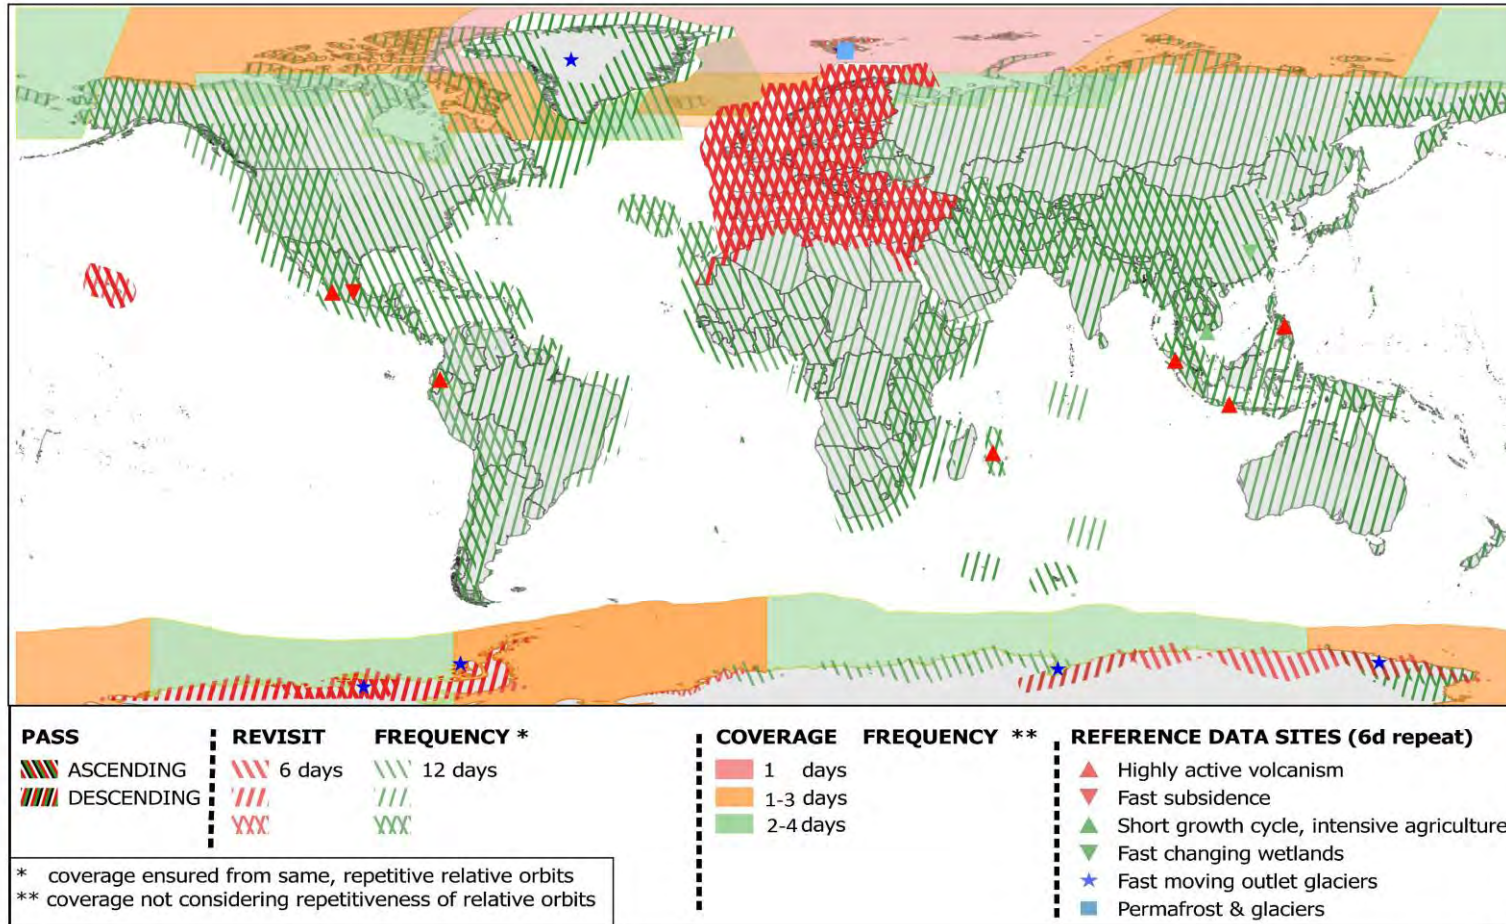 PASS
ASCENDING
DESCENDING
REVISIT FREQUENCY *
6 days 12 days
COVERAGE FREQUENCY **
1 days
1-3 days
2-4 days
REFERENCE DATA SITES (6d repeat)
Highly active volcanism
Fast subsidence
Short growth cycle, intensive agriculture
Fast changing wetlands
Fast moving outlet glaciers
Permafrost & glaciers
* coverage ensured from same, repetitive relative orbits
** coverage not considering repetitiveness of relative orbits